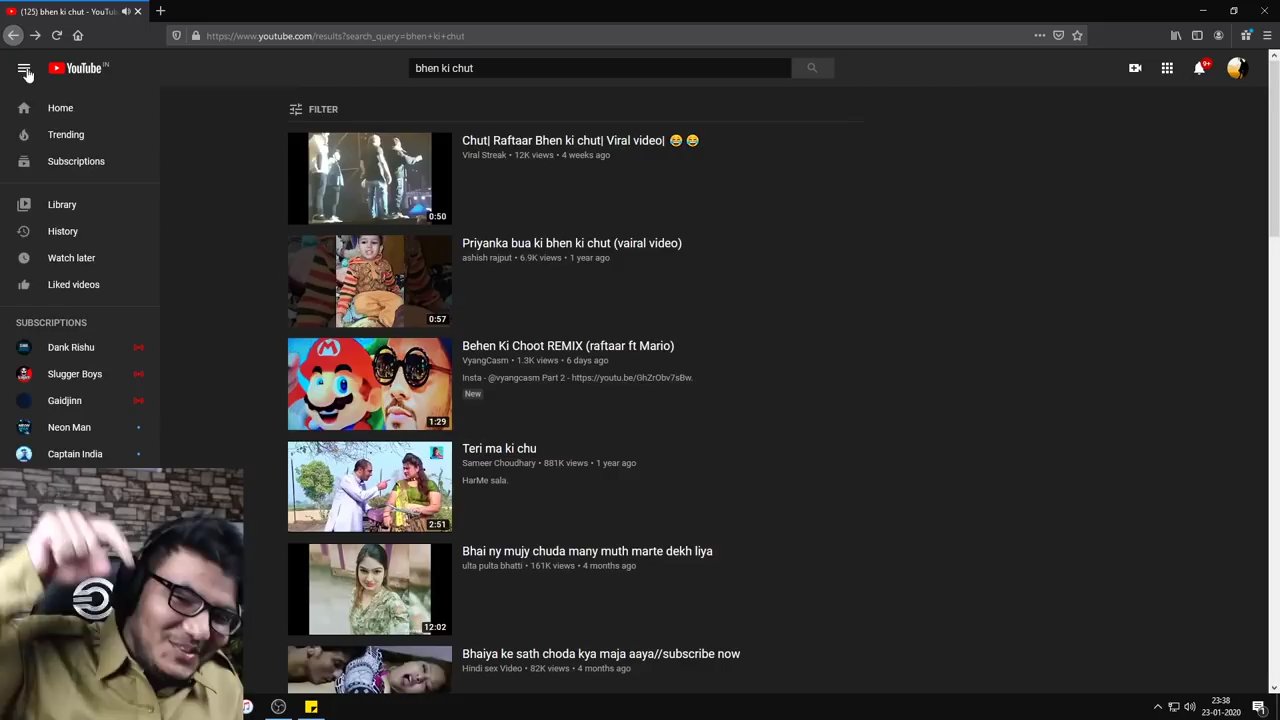 (125) bhen ki chut - YouTu
https://www.youtube.com/results?search_query=bhen+ki+chut
YouTube IN
bhen ki chut
9+
Home
Trending
Subscriptions
Library
History
Watch later
Liked videos
SUBSCRIPTIONS
Dank Rishu
Slugger Boys
Gaidjinn
Neon Man
Captain India
FILTER
Chut| Raftaar Bhen ki chut| Viral video| 😂 😂
Viral Streak • 12K views • 4 weeks ago
0:50
Priyanka bua ki bhen ki chut (vairal video)
ashish rajput • 6.9K views • 1 year ago
0:57
Behen Ki Choot REMIX (raftaar ft Mario)
VyangCasm • 1.3K views • 6 days ago
Insta - @vyangcasm Part 2 - https://youtu.be/GhZrObv7sBw.
New
1:29
Teri ma ki chu
Sameer Choudhary • 881K views • 1 year ago
HarMe sala.
2:51
Bhai ny mujy chuda many muth marte dekh liya
ulta pulta bhatti • 161K views • 4 months ago
12:02
Bhaiya ke sath choda kya maja aaya//subscribe now
Hindi sex Video • 82K views • 4 months ago
23:38
23-01-2020
1